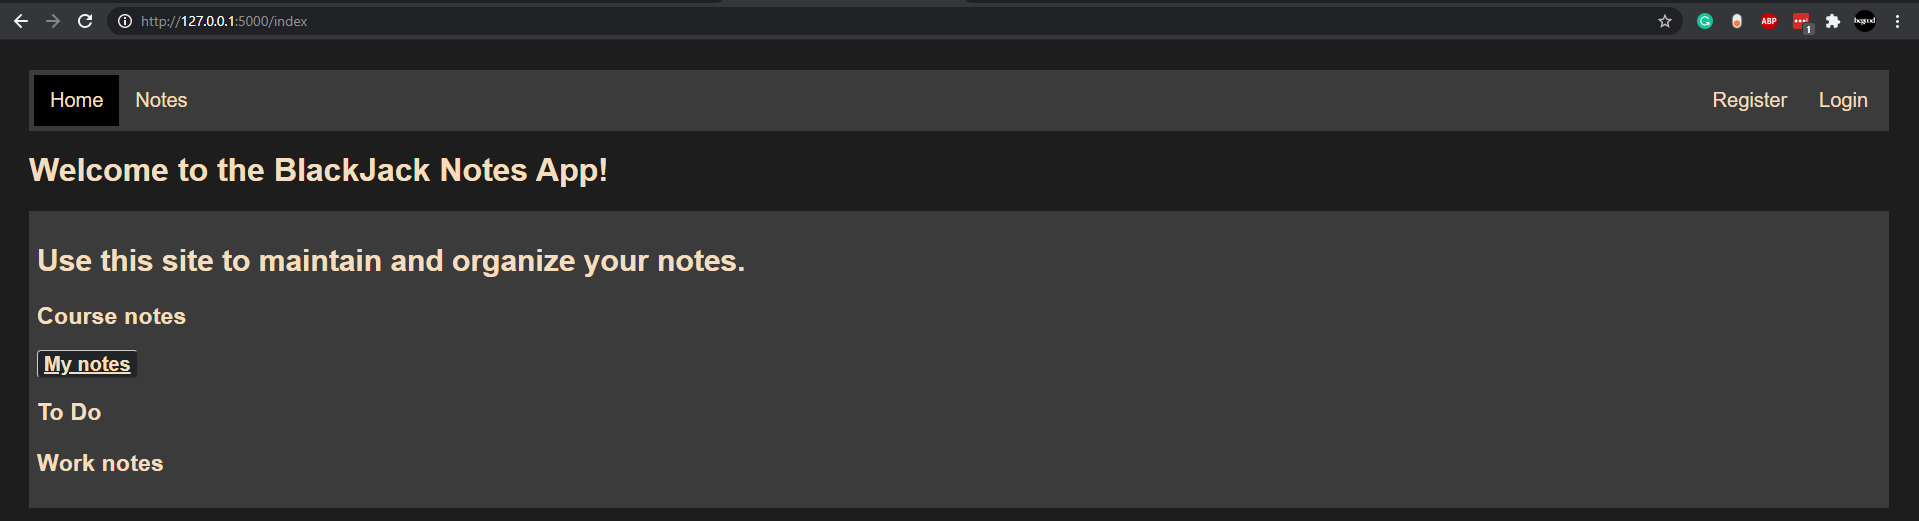 http://127.0.0.1:5000/index
ABP
1
Home Notes Register Login
Welcome to the BlackJack Notes App!
Use this site to maintain and organize your notes.
Course notes
My notes
To Do
Work notes